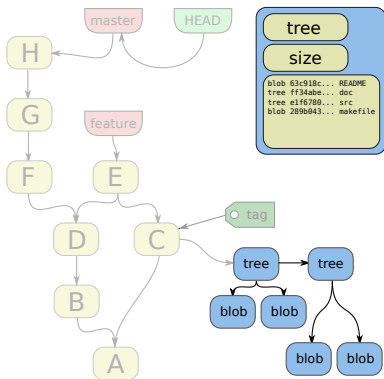 master
HEAD
tree
H
size
blob 63c918c... README
tree ff34abe... doc
tree e1f6780... src
blob 289b043... makefile
G
feature
F
E
tag
D
C
tree
tree
B
blob
blob
A
blob
blob